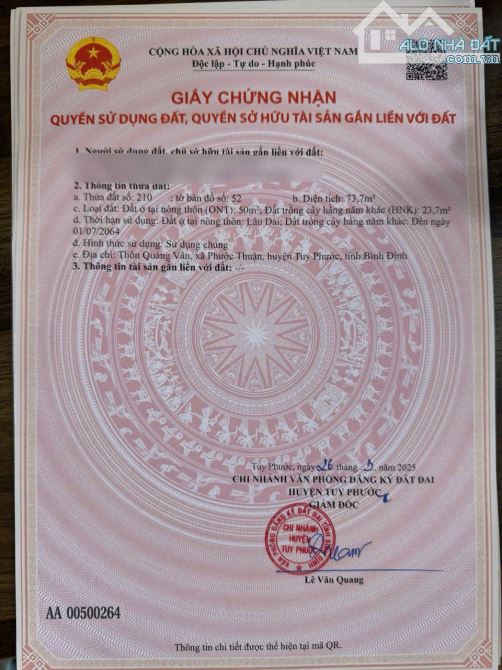 CỘNG HÒA XÃ HỘI CHỦ NGHĨA VIỆT NAM
Độc lập - Tự do - Hạnh phúc
ALO NHÀ ĐẤT
.com.vn
GIẤY CHỨNG NHẬN
QUYỀN SỬ DỤNG ĐẤT, QUYỀN SỞ HỮU TÀI SẢN GẮN LIỀN VỚI ĐẤT
1. Người sử dụng đất, chủ sở hữu tài sản gắn liền với đất:
2. Thông tin thửa đất:
a. Thửa đất số: 210 ; tờ bản đồ số: 52 b. Diện tích: 73,7m²
c. Loại đất: Đất ở tại nông thôn (ONT): 50m²; Đất trồng cây hằng năm khác (HNK): 23,7m²
d. Thời hạn sử dụng: Đất ở tại nông thôn: Lâu Dài; Đất trồng cây hằng năm khác: Đến ngày
01/07/2064
đ. Hình thức sử dụng: Sử dụng chung
e. Địa chỉ: Thôn Quảng Vân, xã Phước Thuận, huyện Tuy Phước, tỉnh Bình Định
3. Thông tin tài sản gắn liền với đất: -/-
Tuy Phước, ngày 26 tháng 3. năm 2025
CHI NHÁNH VĂN PHÒNG ĐĂNG KÝ ĐẤT ĐAI
HUYỆN TUY PHƯỚC
GIÁM ĐỐC
VĂN PHÒNG ĐĂNG KÝ ĐẤT ĐAI TỈNH BÌNH ĐỊNH
CHI NHÁNH
HUYỆN
TUY PHƯỚC
Lê Văn Quang
AA 00500264
Thông tin chi tiết được thể hiện tại mã QR.